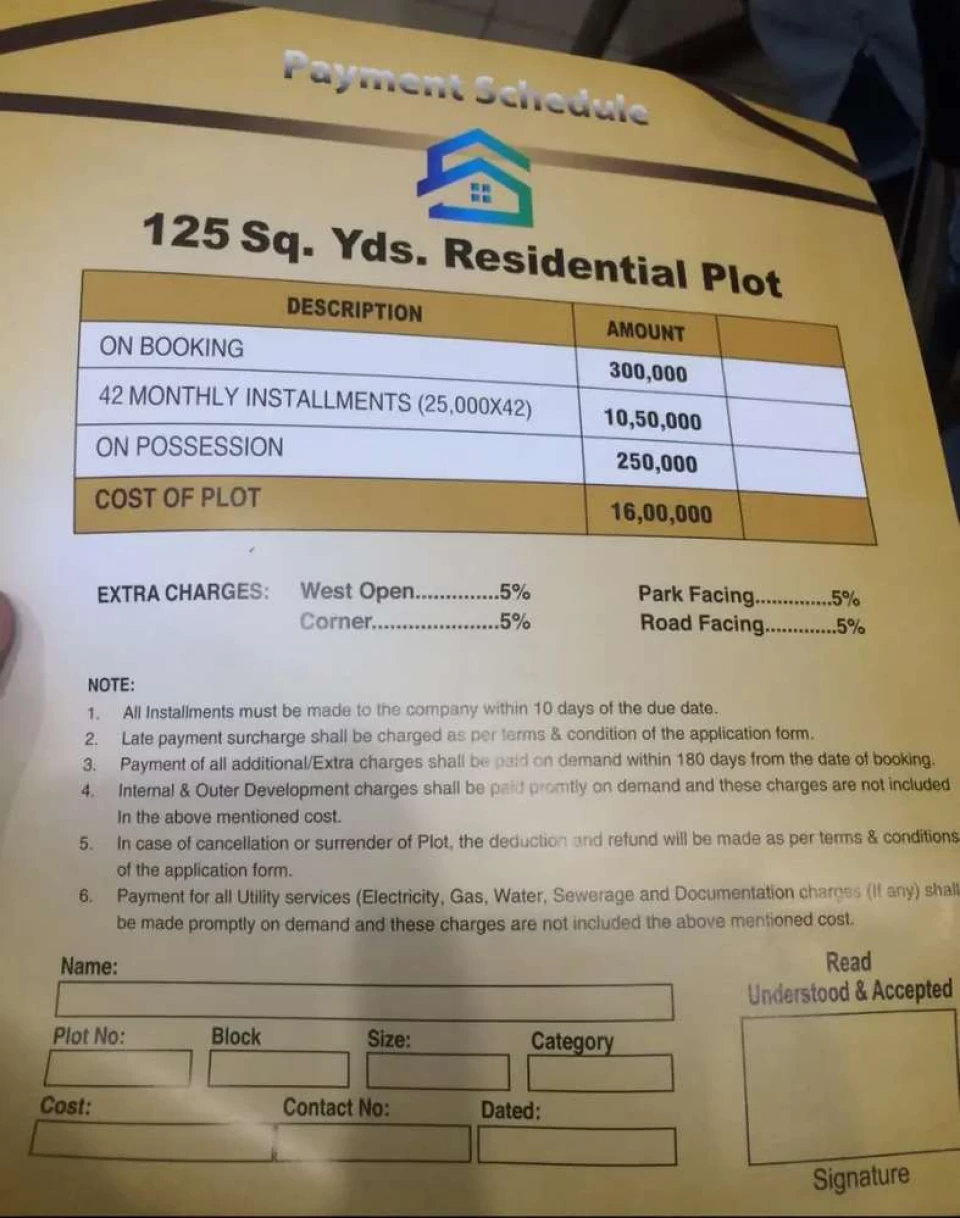 Payment Schedule
125 Sq. Yds. Residential Plot
DESCRIPTION AMOUNT
ON BOOKING 300,000
42 MONTHLY INSTALLMENTS (25,000X42) 10,50,000
ON POSSESSION 250,000
COST OF PLOT 16,00,000
EXTRA CHARGES: West Open..............5% Park Facing.............5%
Corner.....................5% Road Facing............5%
NOTE:
1. All Installments must be made to the company within 10 days of the due date.
2. Late payment surcharge shall be charged as per terms & condition of the application form.
3. Payment of all additional/Extra charges shall be paid on demand within 180 days from the date of booking.
4. Internal & Outer Development charges shall be paid promtly on demand and these charges are not included
In the above mentioned cost.
5. In case of cancellation or surrender of Plot, the deduction and refund will be made as per terms & conditions
of the application form.
6. Payment for all Utility services (Electricity, Gas, Water, Sewerage and Documentation charges (If any) shall
be made promptly on demand and these charges are not included the above mentioned cost.
Name:
Read
Understood & Accepted
Plot No: Block Size: Category
Cost: Contact No: Dated:
Signature